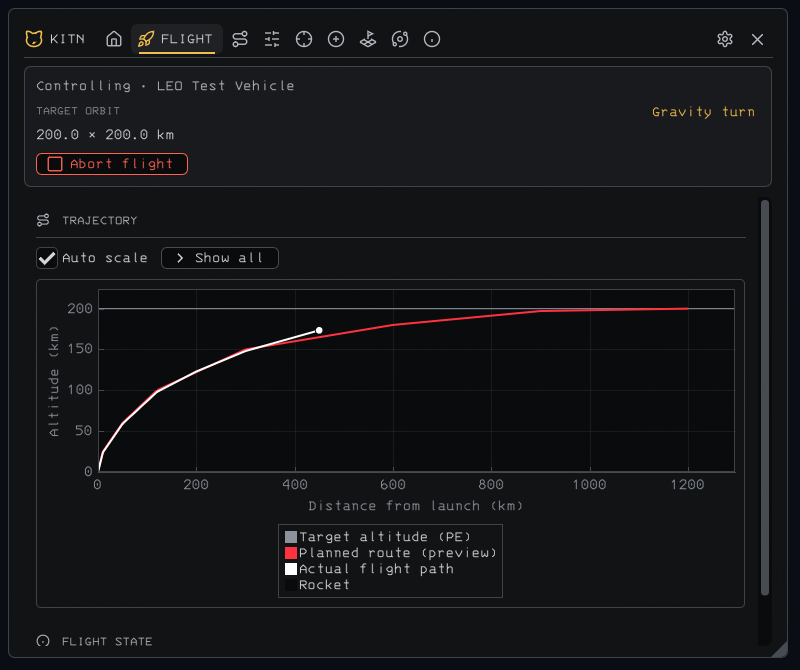 KITN
FLIGHT
Controlling · LEO Test Vehicle
TARGET ORBIT
Gravity turn
200.0 × 200.0 km
Abort flight
TRAJECTORY
Auto scale
Show all
Altitude (km)
200
150
100
50
0
0 200 400 600 800 1000 1200
Distance from launch (km)
Target altitude (PE)
Planned route (preview)
Actual flight path
Rocket
FLIGHT STATE